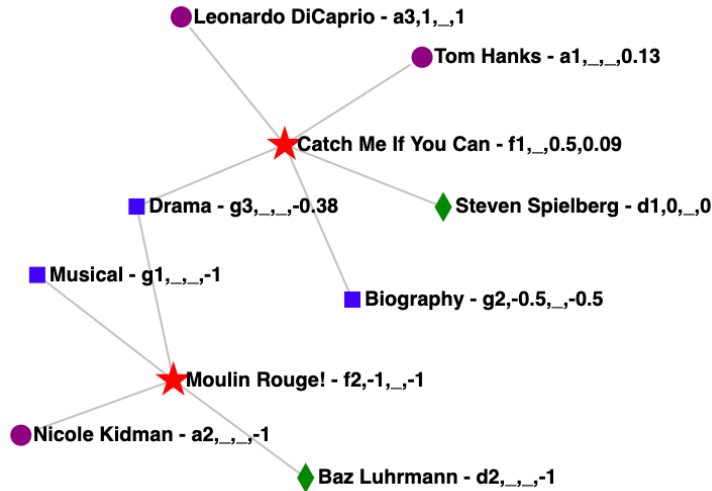 Leonardo DiCaprio - a3,1,_,1
Tom Hanks - a1,_,_,0.13
Catch Me If You Can - f1,_,0.5,0.09
Drama - g3,_,_,-0.38
Steven Spielberg - d1,0,_,0
Musical - g1,_,_,-1
Biography - g2,-0.5,_,-0.5
Moulin Rouge! - f2,-1,_,-1
Nicole Kidman - a2,_,_,-1
Baz Luhrmann - d2,_,_,-1